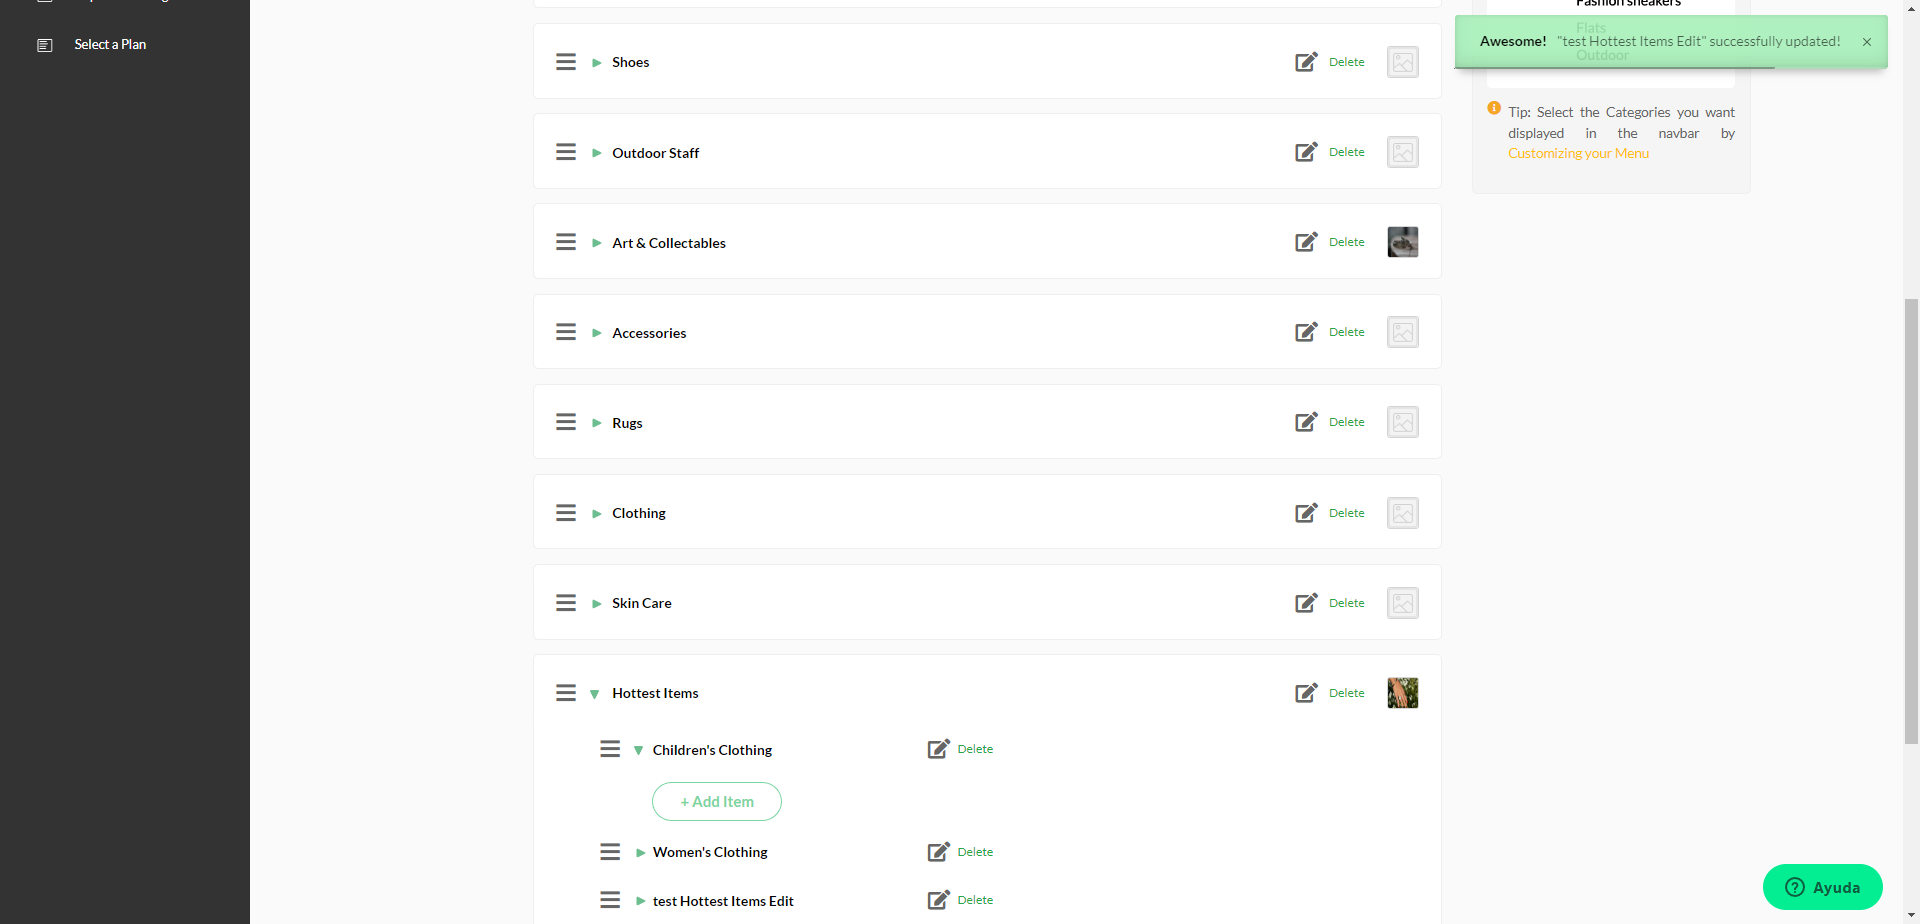 Select a Plan
Fashion sneakers
Flats
Awesome! "test Hottest Items Edit" successfully updated! ×
Outdoor
Shoes Delete
Tip: Select the Categories you want
displayed in the navbar by
Customizing your Menu
Outdoor Staff Delete
Art & Collectables Delete
Accessories Delete
Rugs Delete
Clothing Delete
Skin Care Delete
Hottest Items Delete
Children's Clothing Delete
+ Add Item
Women's Clothing Delete
test Hottest Items Edit Delete
Ayuda